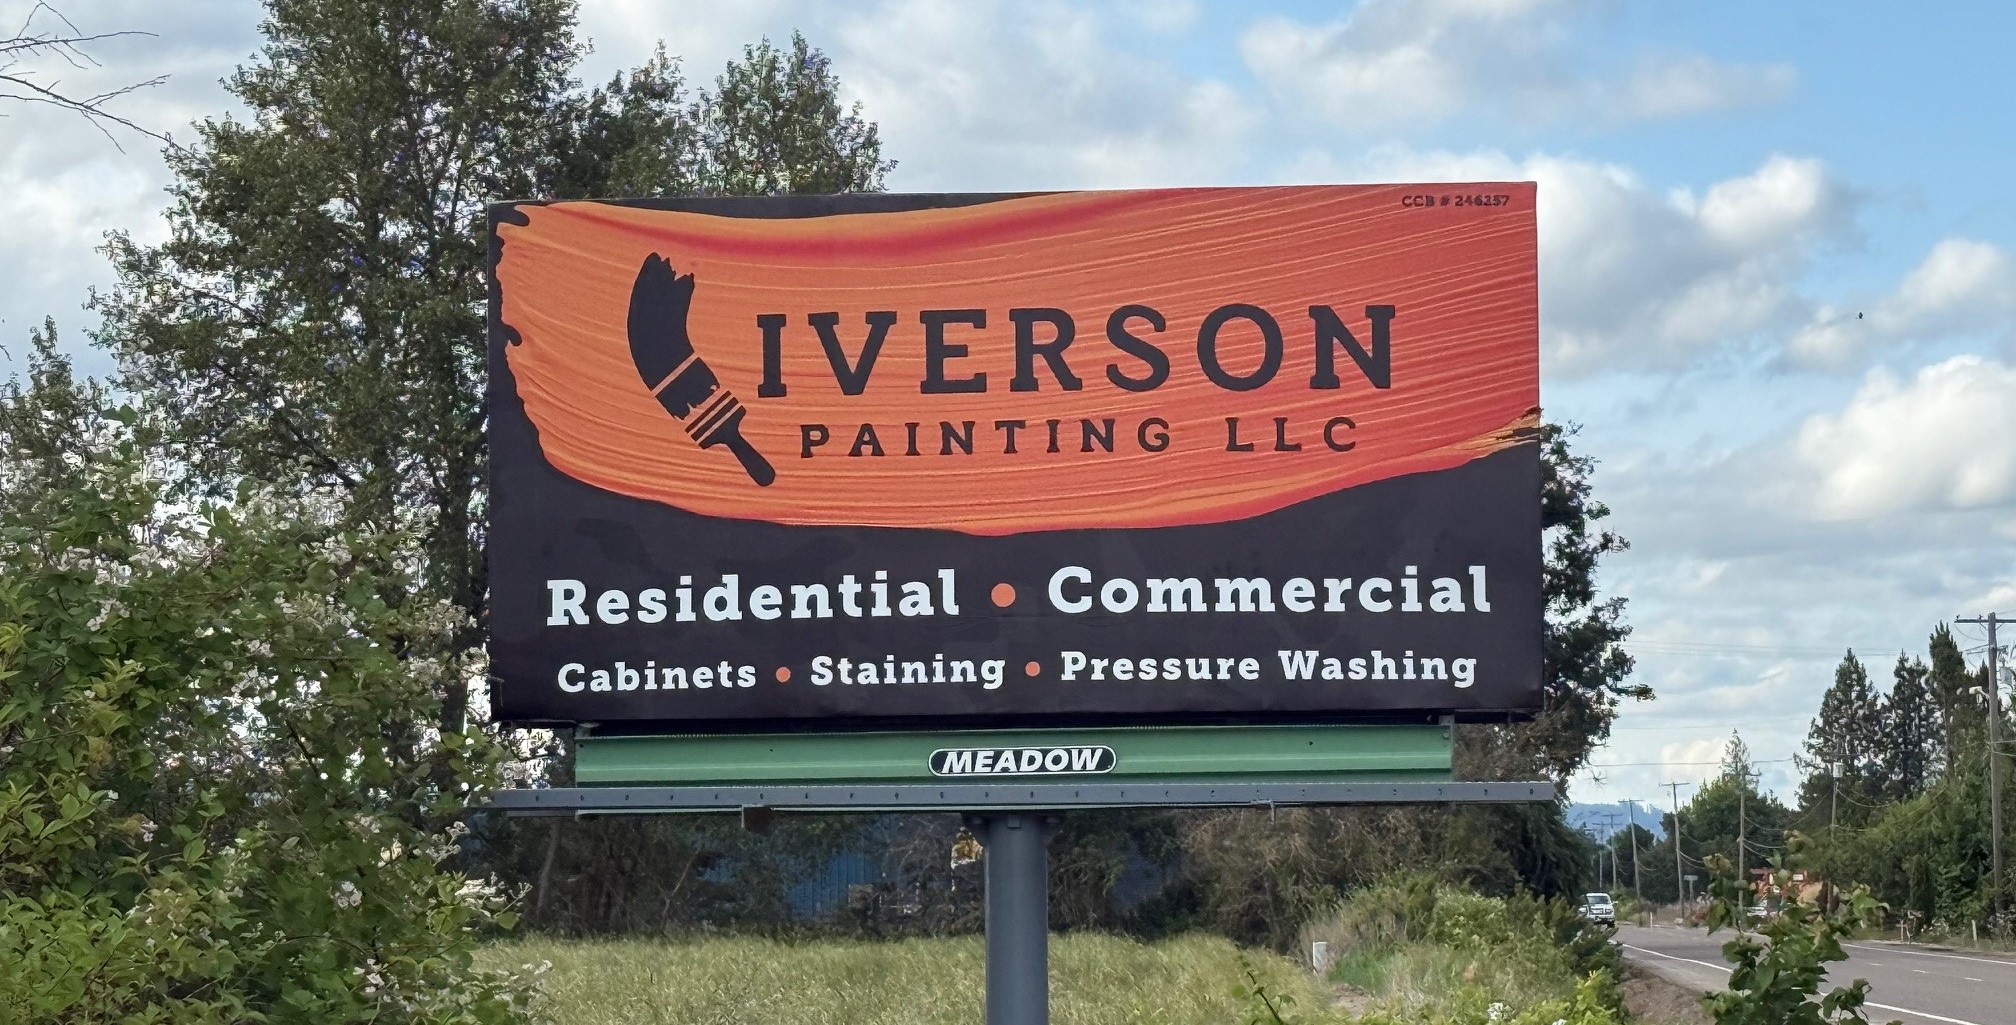 CCB # 246257
IVERSON
PAINTING LLC
Residential • Commercial
Cabinets • Staining • Pressure Washing
MEADOW